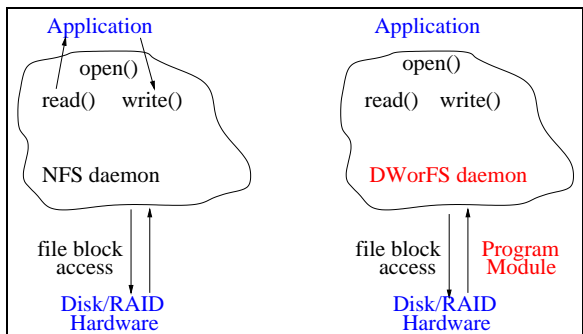 Application
open()
read() write()
NFS daemon
file block
access
Disk/RAID
Hardware
Application
open()
read() write()
DWorFS daemon
file block
access
Program
Module
Disk/RAID
Hardware